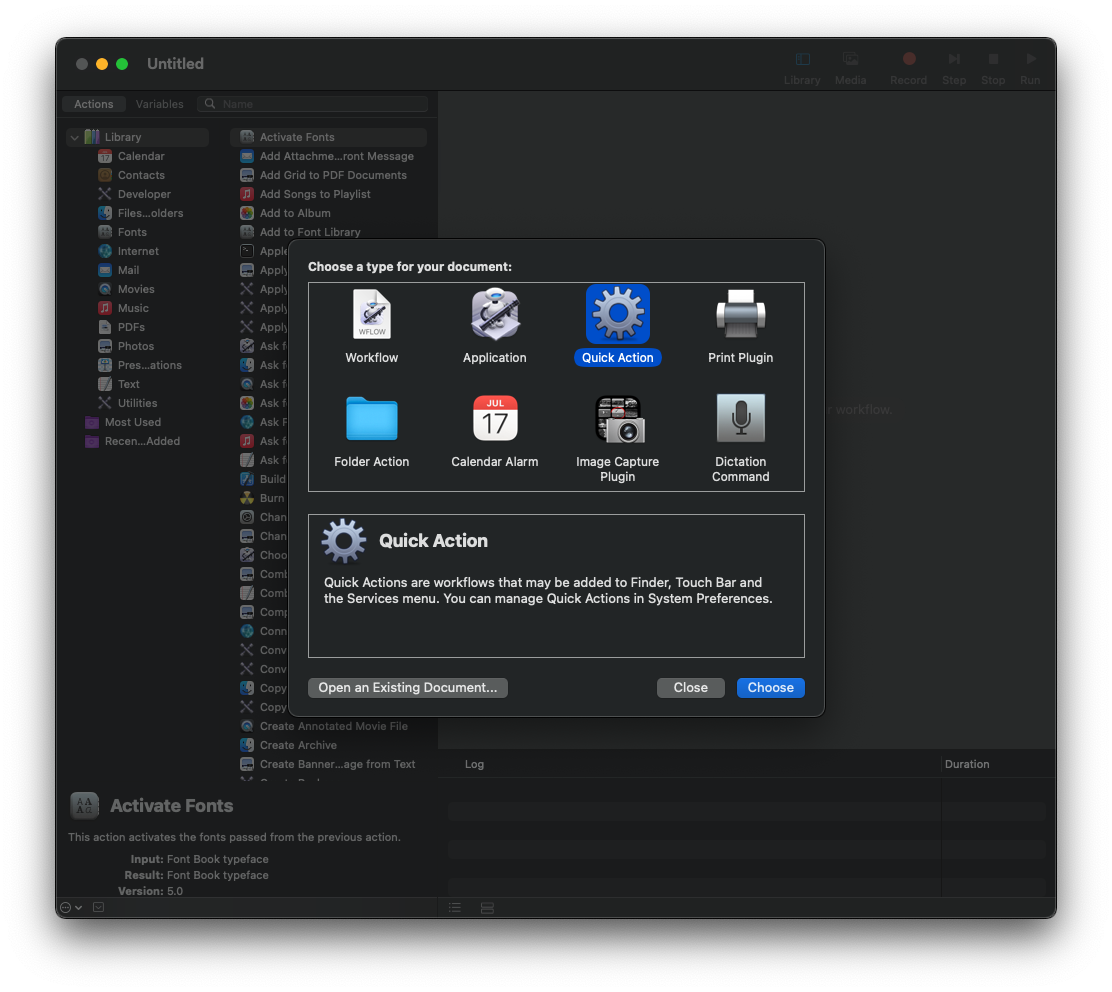 Untitled
Library
Media
Record
Step
Stop
Run
Actions
Variables
Name
Library
Calendar
Contacts
Developer
Files...olders
Fonts
Internet
Mail
Movies
Music
PDFs
Photos
Pres...ations
Text
Utilities
Most Used
Recen...Added
Activate Fonts
Add Attachme...ront Message
Add Grid to PDF Documents
Add Songs to Playlist
Add to Album
Add to Font Library
Apple
Apply
Apply
Apply
Apply
Ask f
Ask f
Ask f
Ask f
Ask F
Ask f
Ask f
Build
Burn
Chan
Chan
Choo
Comb
Comb
Comp
Conn
Conv
Conv
Copy
Copy
Create Annotated Movie File
Create Archive
Create Banner...age from Text
r workflow.
Choose a type for your document:
WFLOW
Workflow
Application
Quick Action
Print Plugin
Folder Action
JUL
17
Calendar Alarm
Image Capture
Plugin
Dictation
Command
Quick Action
Quick Actions are workflows that may be added to Finder, Touch Bar and
the Services menu. You can manage Quick Actions in System Preferences.
Open an Existing Document...
Close
Choose
Log
Duration
Activate Fonts
This action activates the fonts passed from the previous action.
Input: Font Book typeface
Result: Font Book typeface
Version: 5.0